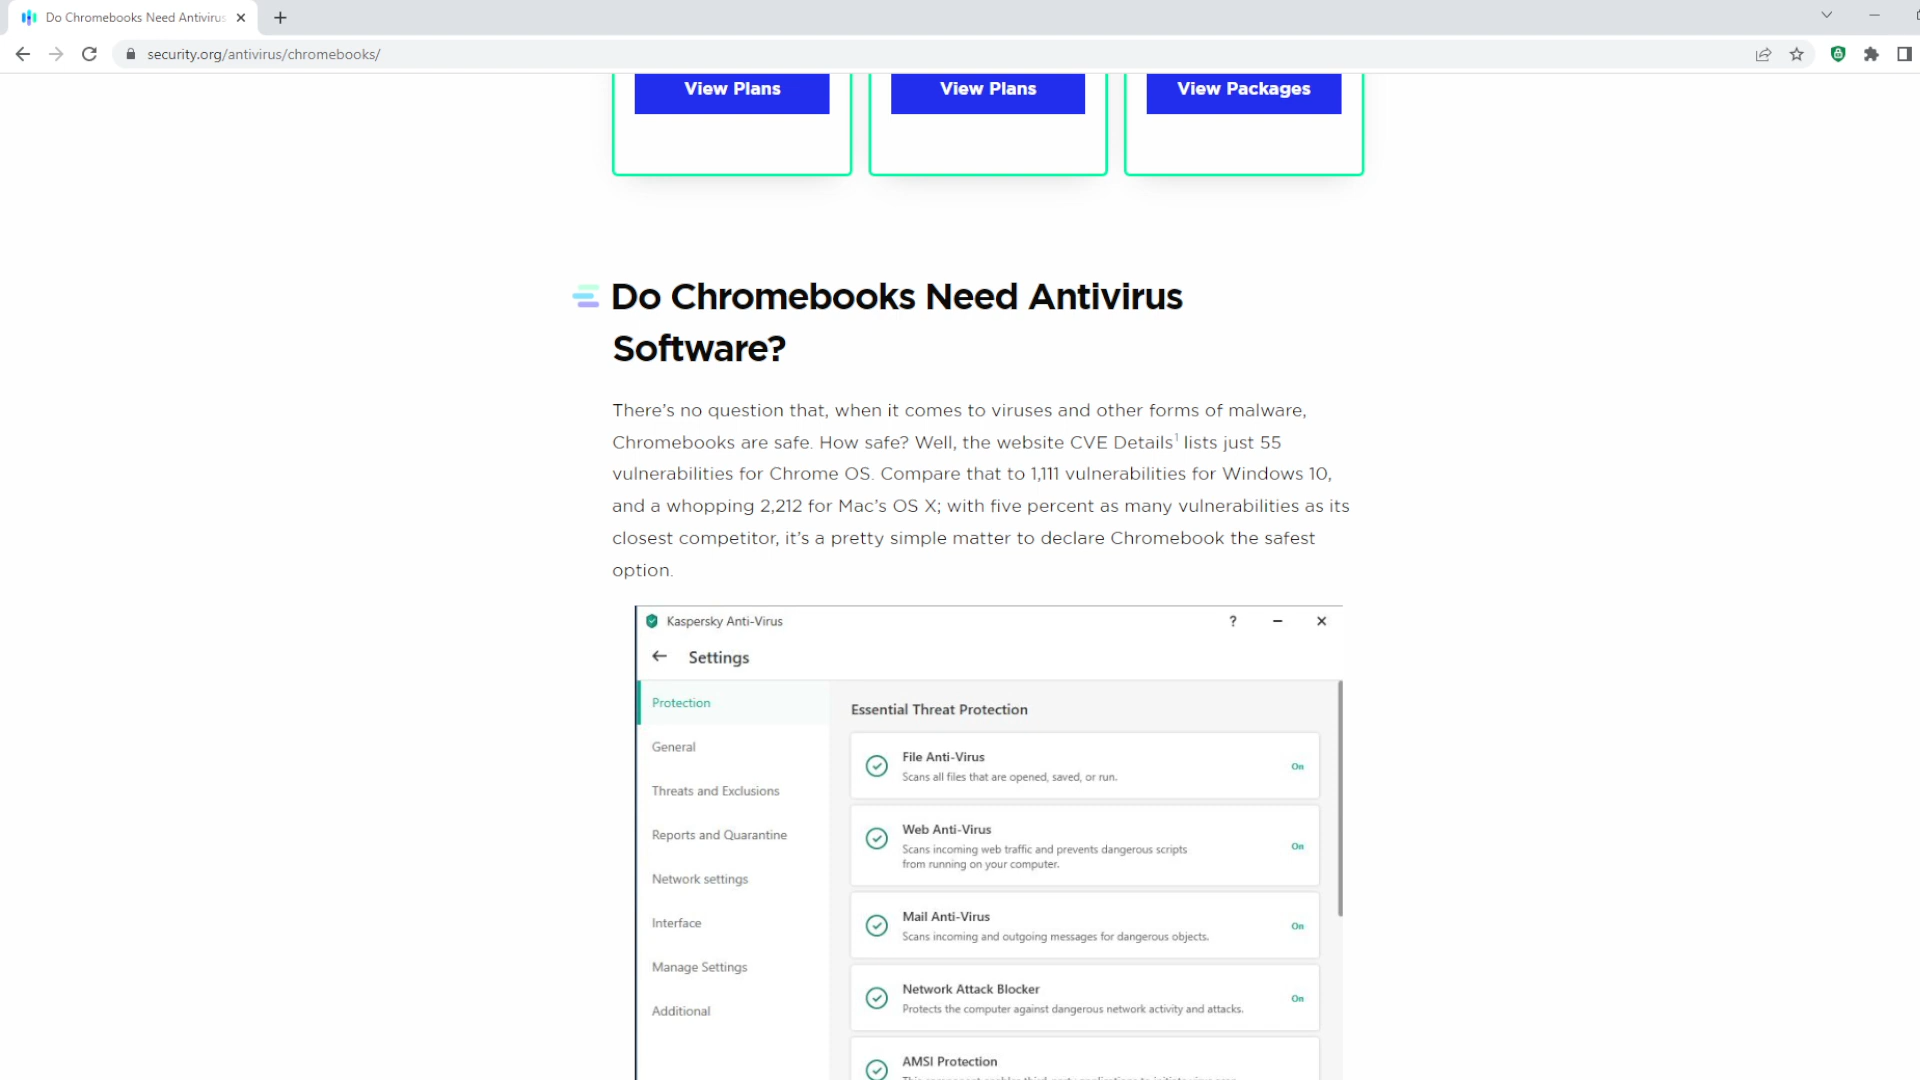 Do Chromebooks Need Antivirus
security.org/antivirus/chromebooks/
View Plans
View Plans
View Packages
Do Chromebooks Need Antivirus
Software?
There’s no question that, when it comes to viruses and other forms of malware,
Chromebooks are safe. How safe? Well, the website CVE Details1 lists just 55
vulnerabilities for Chrome OS. Compare that to 1,111 vulnerabilities for Windows 10,
and a whopping 2,212 for Mac’s OS X; with five percent as many vulnerabilities as its
closest competitor, it’s a pretty simple matter to declare Chromebook the safest
option.
Kaspersky Anti-Virus
?
Settings
Protection
General
Threats and Exclusions
Reports and Quarantine
Network settings
Interface
Manage Settings
Additional
Essential Threat Protection
File Anti-Virus
Scans all files that are opened, saved, or run.
On
Web Anti-Virus
Scans incoming web traffic and prevents dangerous scripts
from running on your computer.
On
Mail Anti-Virus
Scans incoming and outgoing messages for dangerous objects.
On
Network Attack Blocker
Protects the computer against dangerous network activity and attacks.
On
AMSI Protection